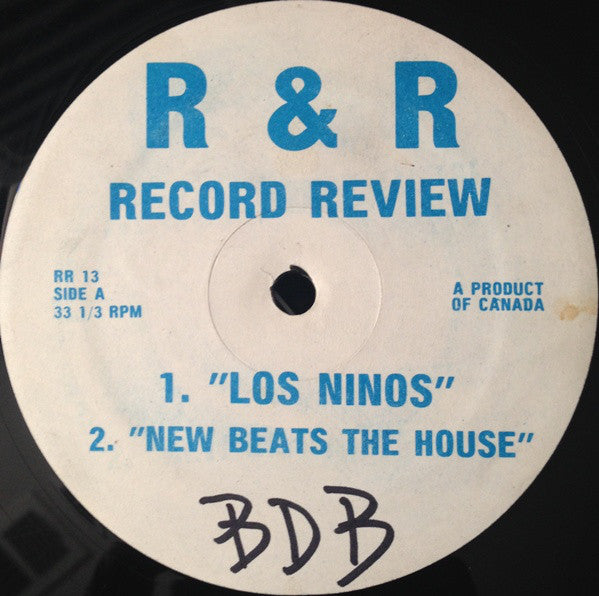 R & R
RECORD REVIEW
RR 13
SIDE A
33 1/3 RPM
A PRODUCT
OF CANADA
1. "LOS NINOS"
2. "NEW BEATS THE HOUSE"
BDB